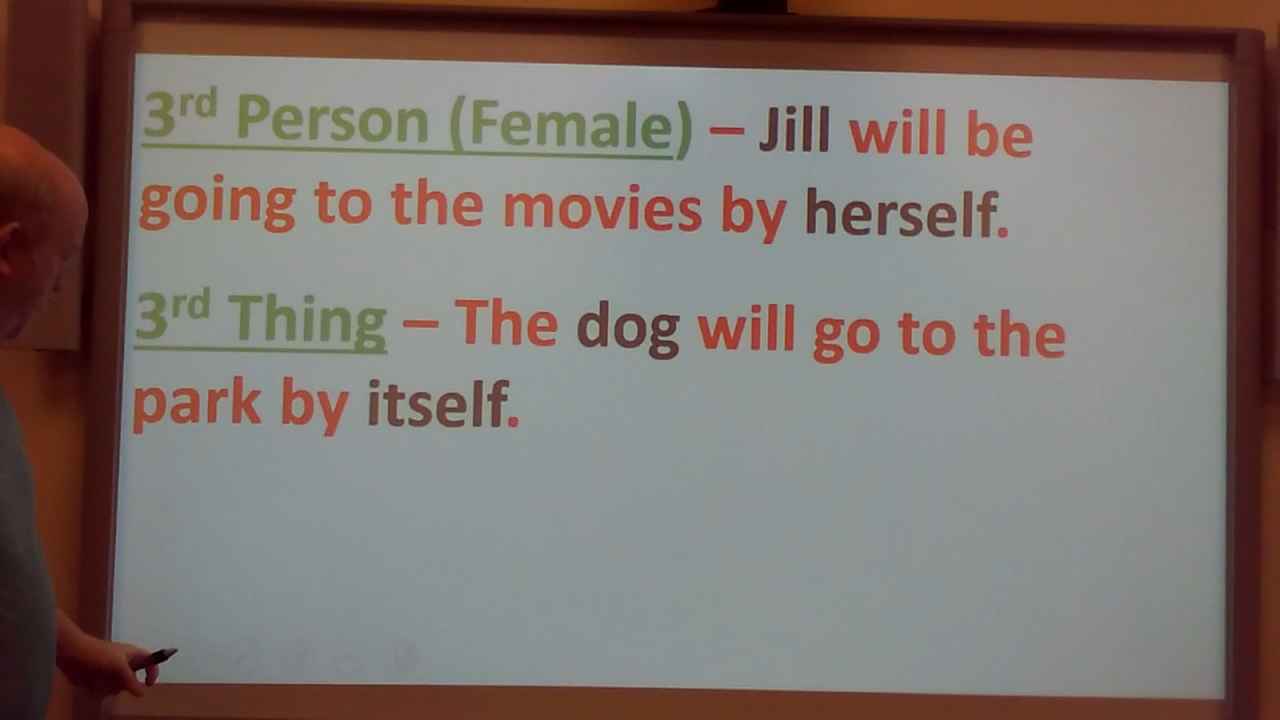 3rd Person (Female) – Jill will be
going to the movies by herself.
3rd Thing – The dog will go to the
park by itself.